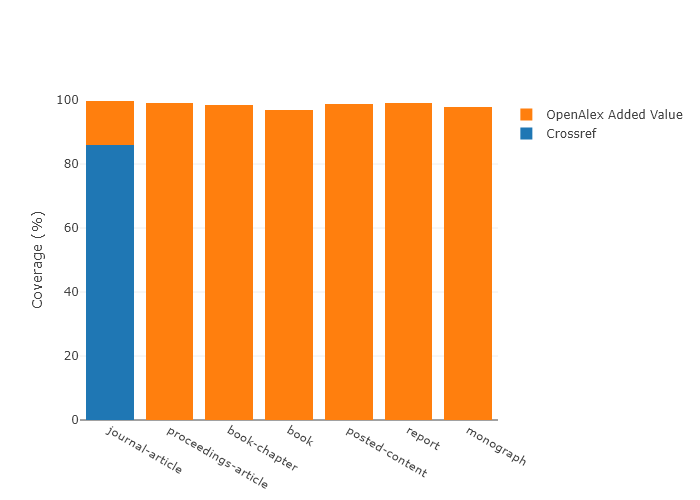 100
80
60
40
20
0
Coverage (%)
journal-article
proceedings-article
book-chapter
book
posted-content
report
monograph
OpenAlex Added Value
Crossref